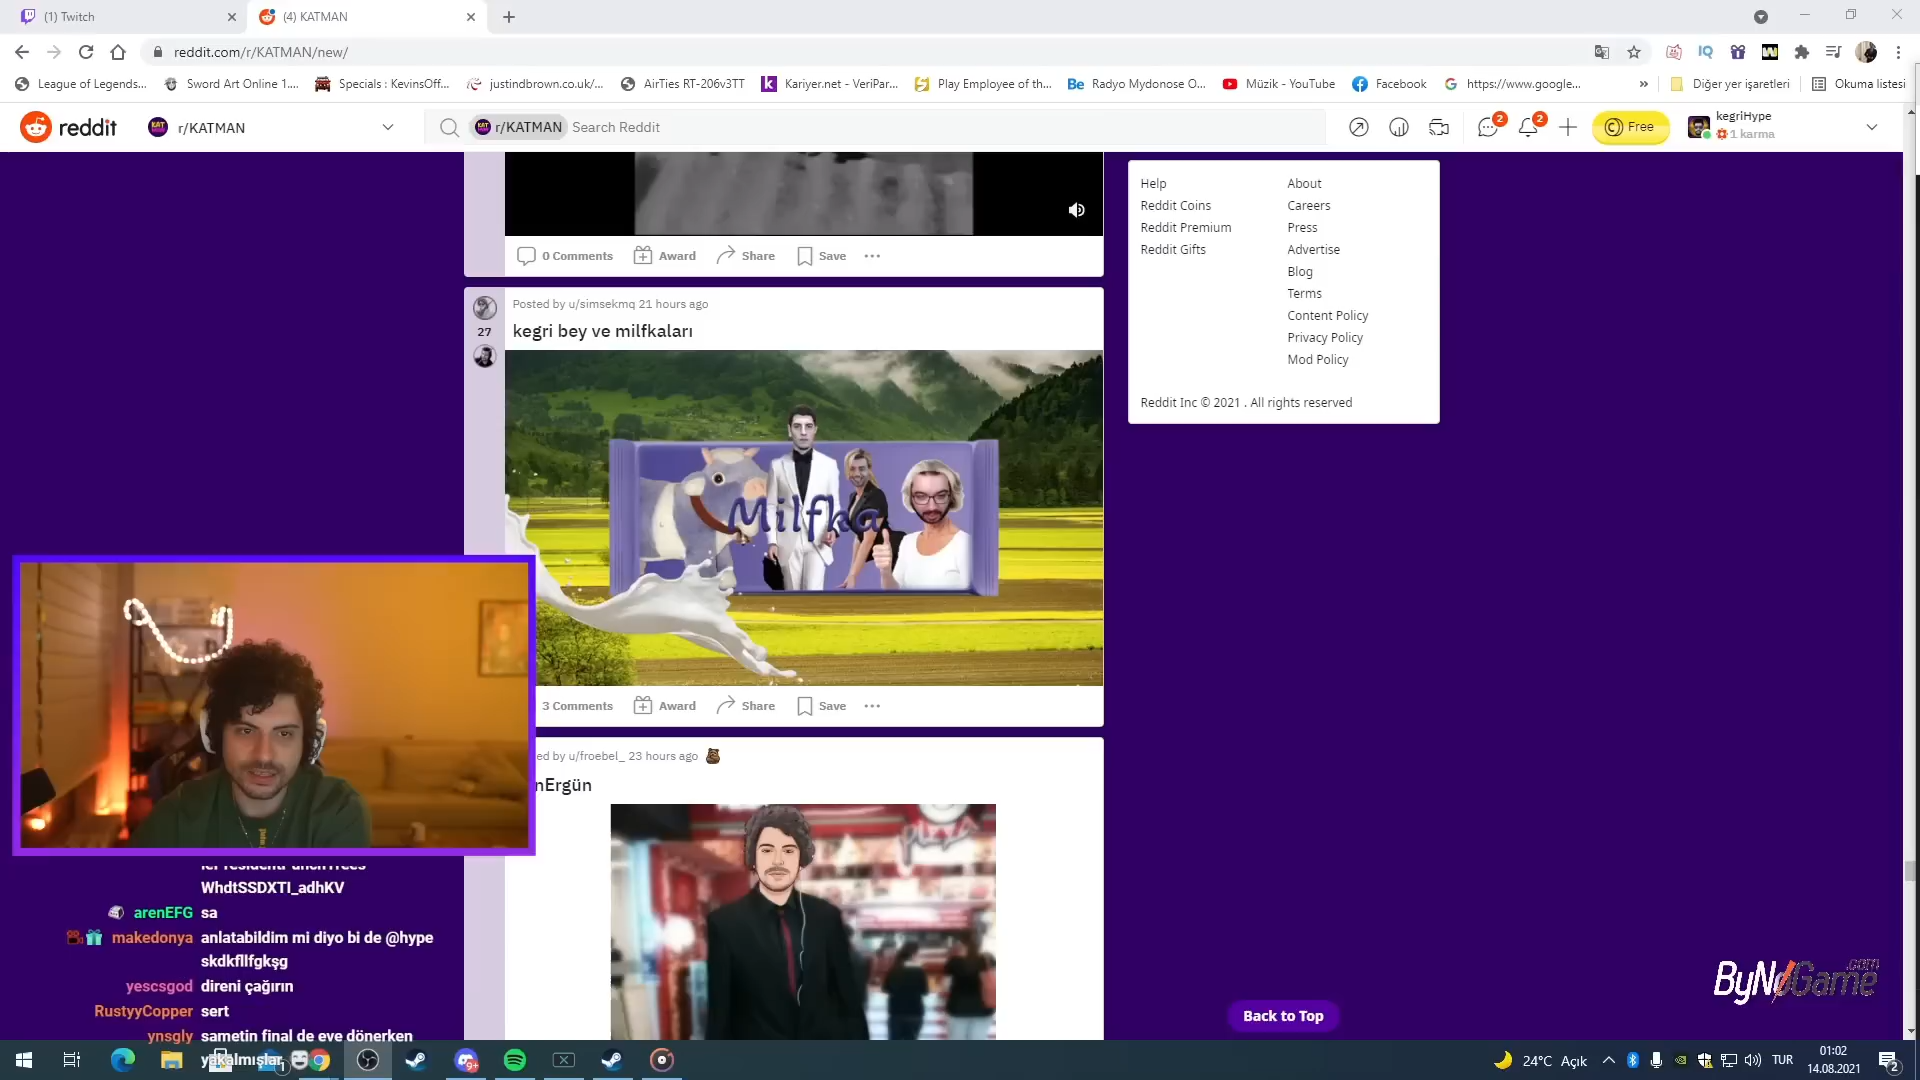 (1) Twitch
(4) KATMAN
reddit.com/r/KATMAN/new/
League of Legends...
Sword Art Online 1....
Specials : KevinsOff...
justindbrown.co.uk/...
AirTies RT-206v3TT
Kariyer.net - VeriPar...
Play Employee of th...
Radyo Mydonose O...
Müzik - YouTube
Facebook
https://www.google...
Diğer yer işaretleri
Okuma listesi
reddit
r/KATMAN
r/KATMAN
Search Reddit
2
2
Free
kegriHype
1 karma
0 Comments
Award
Share
Save
Help
Reddit Coins
Reddit Premium
Reddit Gifts
About
Careers
Press
Advertise
Blog
Terms
Content Policy
Privacy Policy
Mod Policy
Reddit Inc © 2021 . All rights reserved
27
Posted by u/simsekmq 21 hours ago
kegri bey ve milfkaları
Milfka
3 Comments
Award
Share
Save
ed by u/froebel_ 23 hours ago
nErgün
WhdtSSDXTI_adhKV
arenEFG sa
makedonya anlatabildim mi diyo bi de @hype
skdkfllfgkşg
yescsgod direni çağırın
RustyyCopper sert
ynsgly sametin final de eve dönerken
yakalmışlar
ByNoGame.com
Back to Top
24°C Açık
TUR
01:02
14.08.2021
2